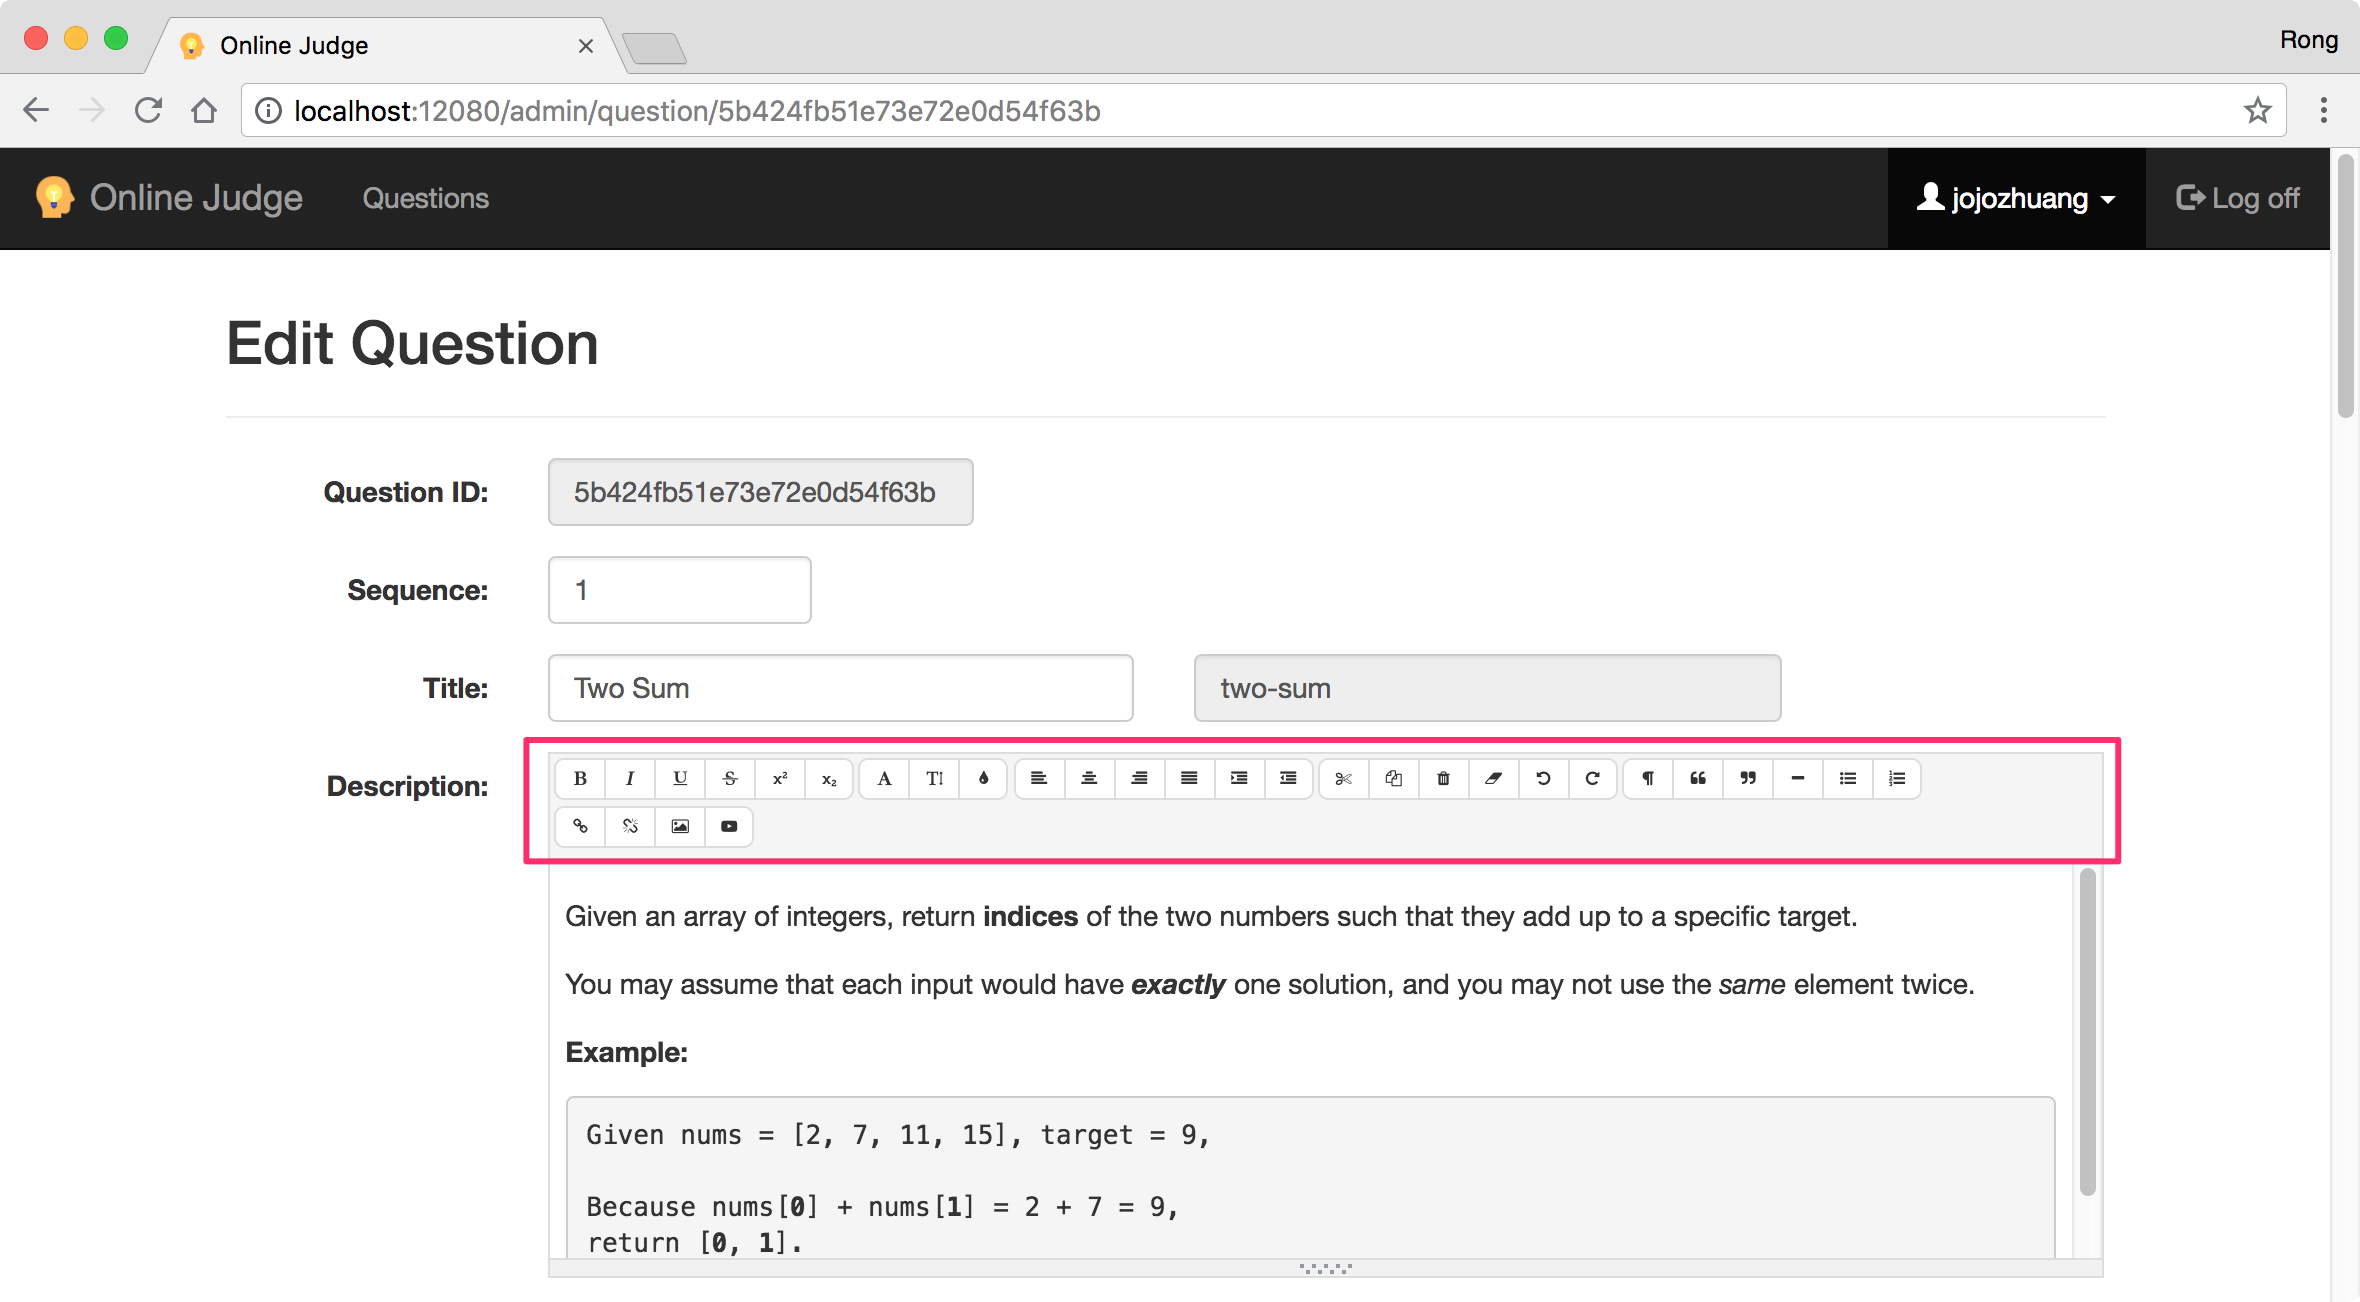 Online Judge
Rong
localhost:12080/admin/question/5b424fb51e73e72e0d54f63b
Online Judge Questions jojozhuang Log off
Edit Question
Question ID: 5b424fb51e73e72e0d54f63b
Sequence: 1
Title: Two Sum two-sum
Description:
B I U S x² x₂ A T
Given an array of integers, return indices of the two numbers such that they add up to a specific target.
You may assume that each input would have exactly one solution, and you may not use the same element twice.
Example:
Given nums = [2, 7, 11, 15], target = 9,
Because nums[0] + nums[1] = 2 + 7 = 9,
return [0, 1].